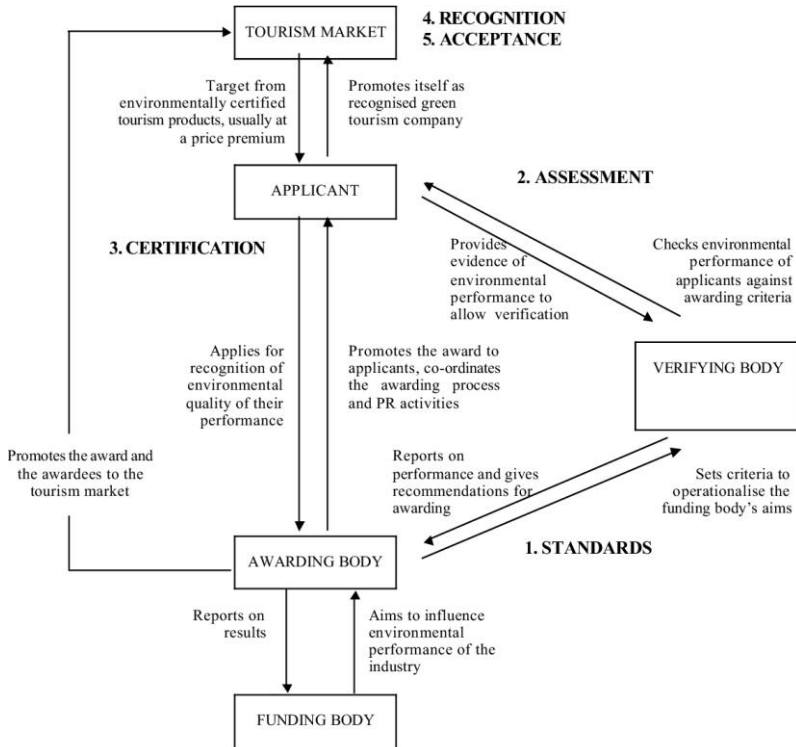 4. RECOGNITION
5. ACCEPTANCE
TOURISM MARKET
Target from
environmentally certified
tourism products, usually at
a price premium
Promotes itself as
recognised green
tourism company
APPLICANT
2. ASSESSMENT
3. CERTIFICATION
Provides
evidence of
environmental
performance to
allow verification
Checks environmental
performance of
applicants against
awarding criteria
Applies for
recognition of
environmental
quality of their
performance
Promotes the award to
applicants, co-ordinates
the awarding process
and PR activities
VERIFYING BODY
Promotes the award and
the awardees to the
tourism market
Reports on
performance and gives
recommendations for
awarding
Sets criteria to
operationalise the
funding body's aims
1. STANDARDS
AWARDING BODY
Reports on
results
Aims to influence
environmental
performance of the
industry
FUNDING BODY